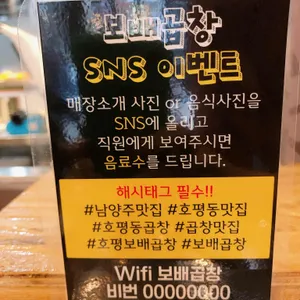 보배곱창
SNS 이벤트
매장소개 사진 or 음식사진을
SNS에 올리고
직원에게 보여주시면
음료수를 드립니다.
해시태그 필수!!
#남양주맛집 #호평동맛집
#호평동곱창 #곱창맛집
#호평보배곱창 #보배곱창
Wifi 보배곱창
비번 00000000